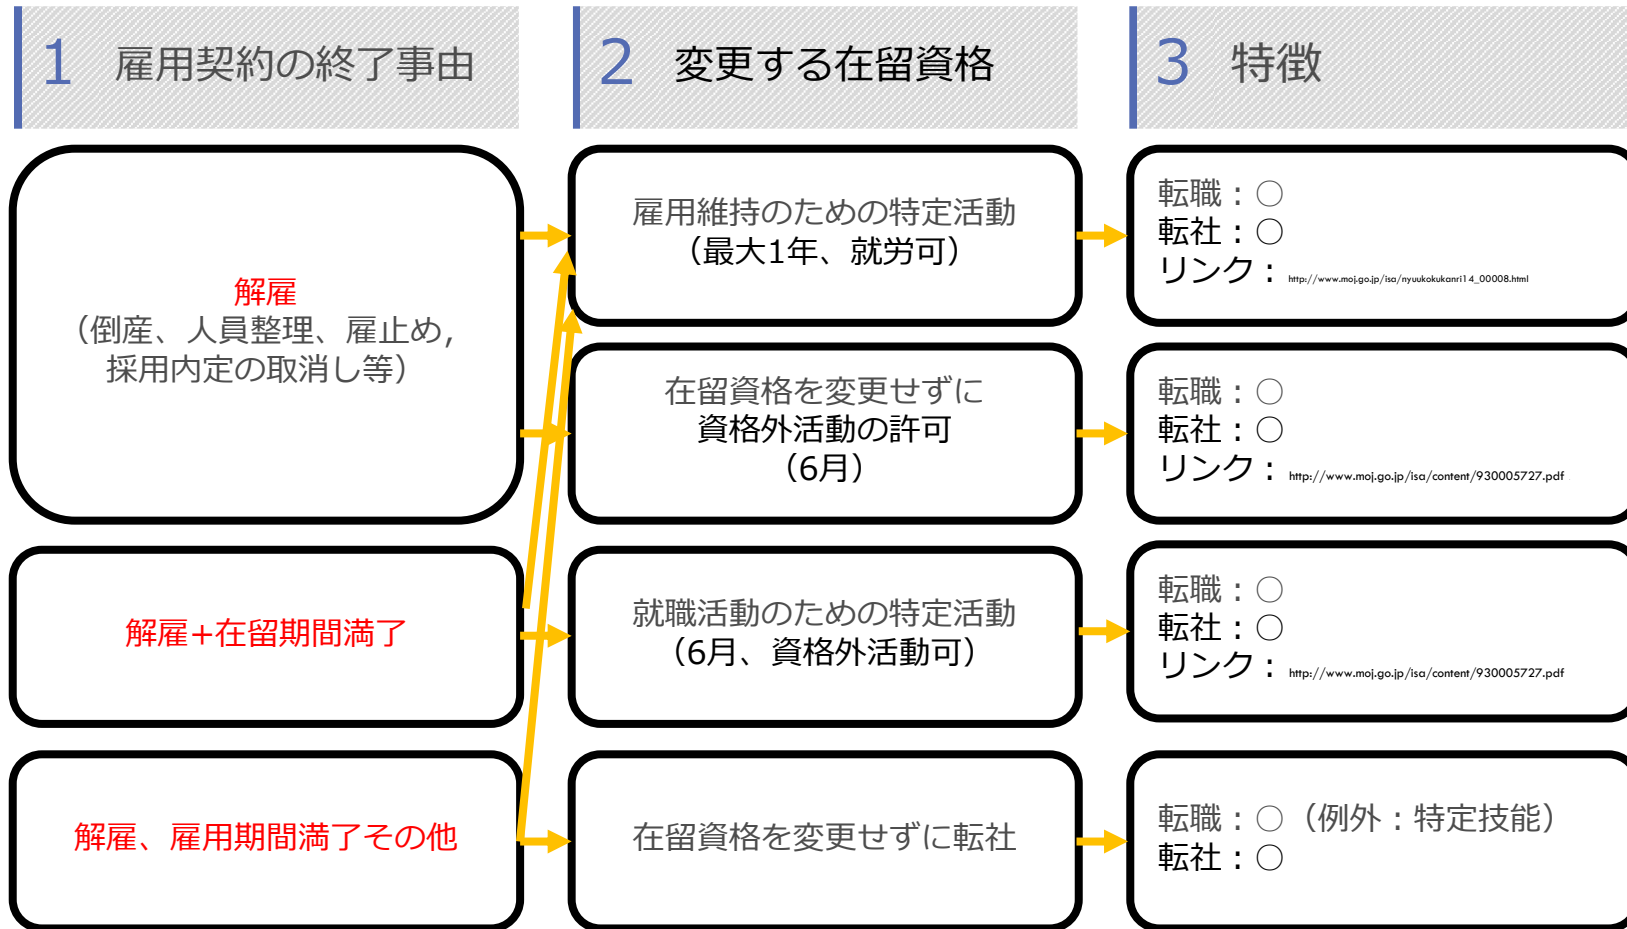 1 雇用契約の終了事由
2 変更する在留資格
3 特徴
解雇
（倒産、人員整理、雇止め,
採用内定の取消し等）
雇用維持のための特定活動
（最大1年、就労可）
転職：○
転社：○
リンク： http://www.moj.go.jp/isa/nyuukokukanri14_00008.html
在留資格を変更せずに
資格外活動の許可
（6月）
転職：○
転社：○
リンク： http://www.moj.go.jp/isa/content/930005727.pdf
解雇+在留期間満了
就職活動のための特定活動
（6月、資格外活動可）
転職：○
転社：○
リンク： http://www.moj.go.jp/isa/content/930005727.pdf
解雇、雇用期間満了その他
在留資格を変更せずに転社
転職：○（例外：特定技能）
転社：○